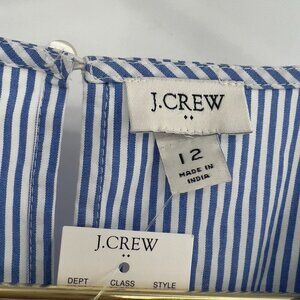 J.CREW
12
MADE IN
INDIA
J.CREW
DEPT CLASS STYLE